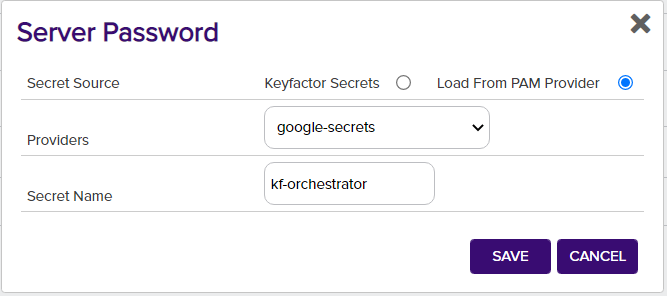 Server Password
Secret Source Keyfactor Secrets Load From PAM Provider
Providers google-secrets
Secret Name kf-orchestrator
SAVE CANCEL